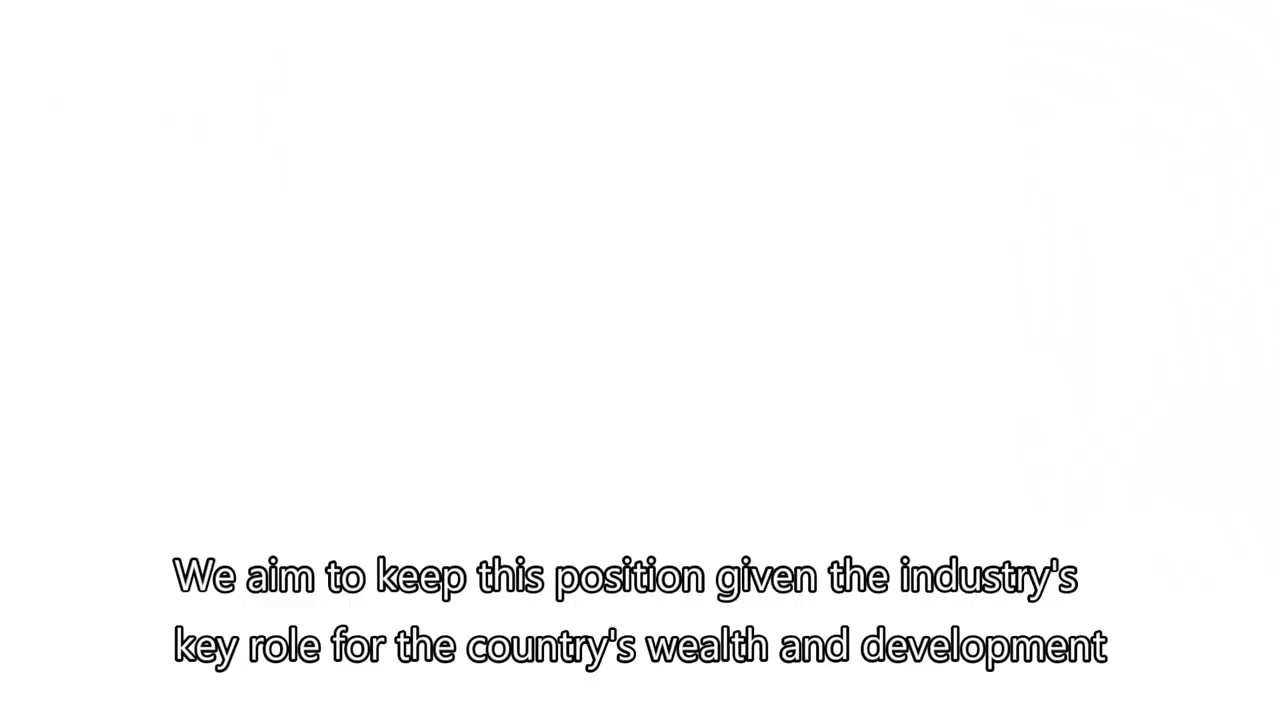 We aim to keep this position given the industry's
key role for the country's wealth and development